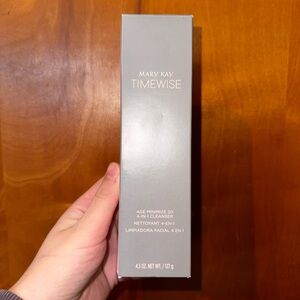 MARY KAY
TIMEWISE
AGE MINIMIZE 3D
4-IN-1 CLEANSER
NETTOYANT 4-EN-1
LIMPIADORA FACIAL 4 EN 1
4.5 OZ. NET WT. / 127 g